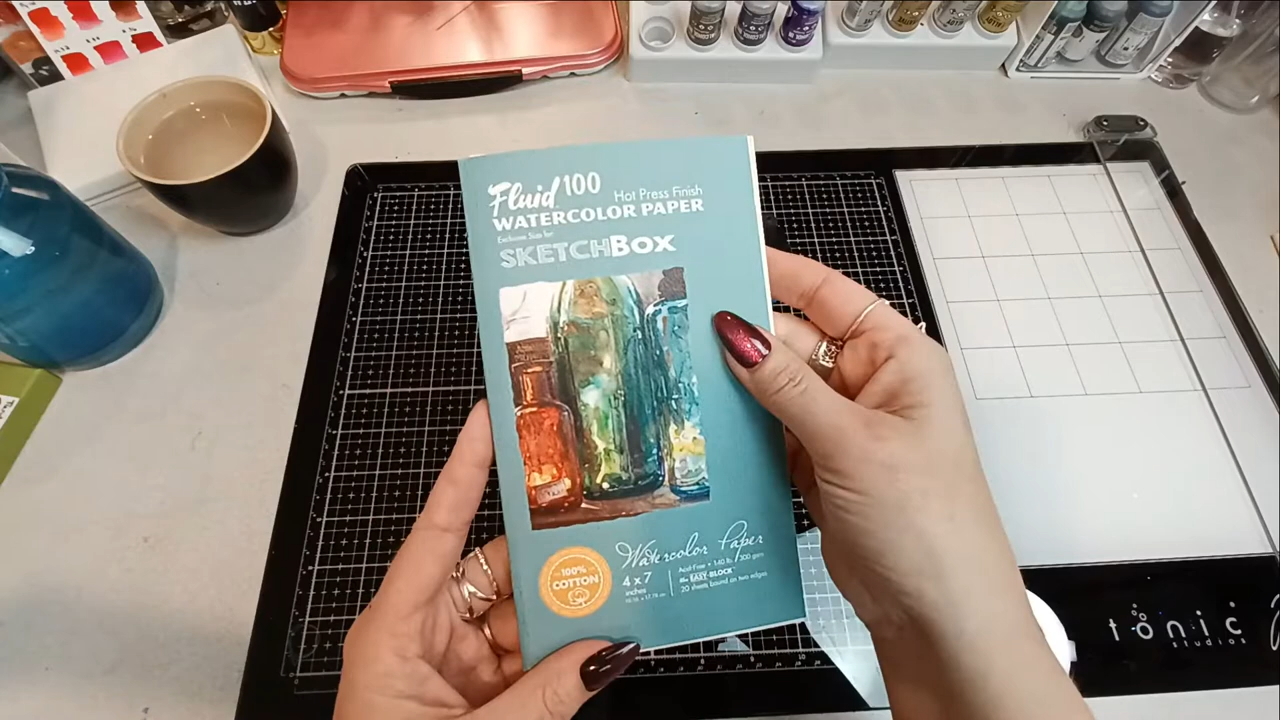 Fluid 100
Hot Press Finish
WATERCOLOR PAPER
Exclusive Size for
SKETCHBOX
100%
COTTON
Watercolor Paper
4 x 7
inches
Acid-Free • 140 lb. 300 gsm
EASY-BLOCK
20 sheets bound on two edges
tonic
studios